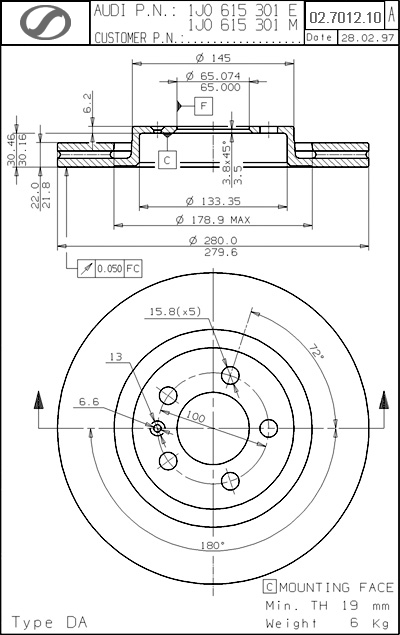 AUDI P.N.: 1J0 615 301 E
1J0 615 301 M
CUSTOMER P.N.:
02.7012.10
A
Date
28.02.97
Ø 145
Ø 65.074
65.000
F
6.2
30.46
30.16
22.0
21.8
C
3.8x45°
3.5
Ø 133.35
Ø 178.9 MAX
Ø 280.0
279.6
0.050 FC
15.8(x5)
72°
13
6.6
100
180°
C MOUNTING FACE
Min. TH 19 mm
Type DA
Weight 6 Kg